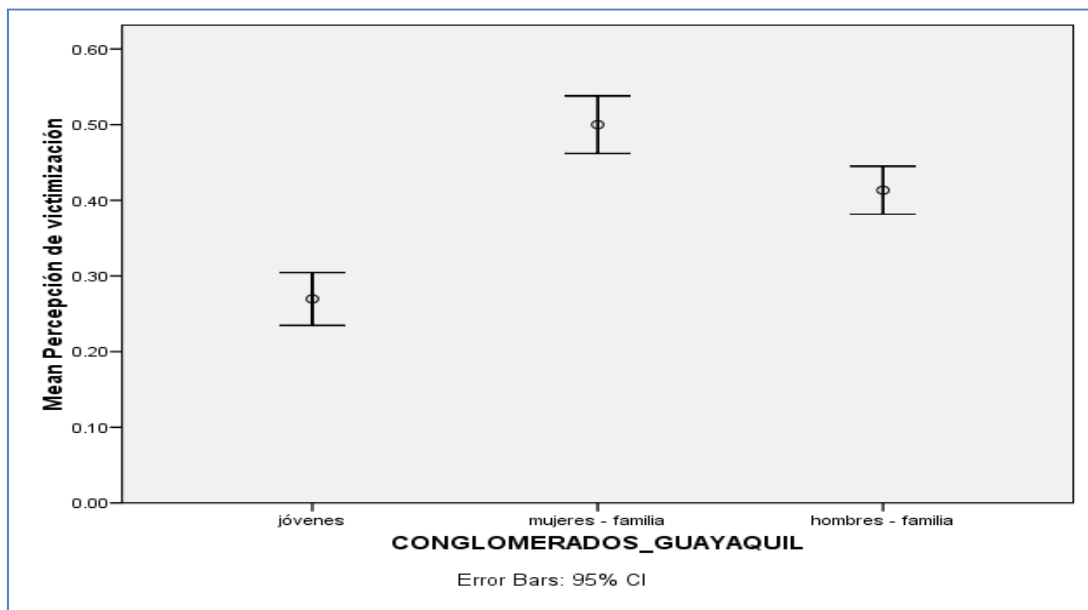 Mean Percepción de victimización
0.60
0.50
0.40
0.30
0.20
0.10
0.00
jóvenes
mujeres - familia
hombres - familia
CONGLOMERADOS_GUAYAQUIL
Error Bars: 95% CI